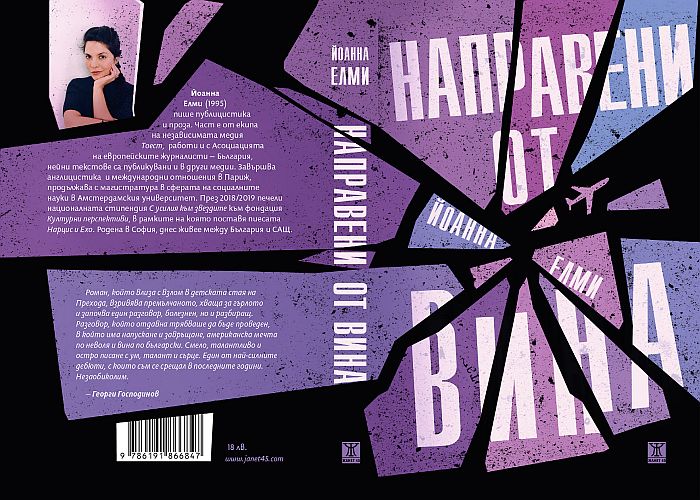 Йоанна
Елми (1995)
пише публицистика
и проза. Част е от екипа
на независимата медия
Тоест, работи и с Асоциацията
на европейските журналисти – България,
нейни текстове са публикувани и в други медии. Завършва
англицистика и международни отношения в Париж,
продължава с магистратура в сферата на социалните
науки в Амстердамския университет. През 2018/2019 печели
националната стипендия С усилия към звездите към фондация
Културни перспективи, в рамките на която поставя пиесата
Нарцис и Ехо. Родена в София, днес живее между България и САЩ.
Роман, който влиза с взлом в детската стая на
Прехода, взривява премълчаното, хваща за гърлото
и започва един разговор, болезнен, но и разбиращ.
Разговор, който отдавна трябваше да бъде проведен,
в който има напускане и завръщане, американска мечта
по неволя и вина по български. Смело, талантливо и
остро писане с ум, талант и сърце. Един от най-силните
дебюти, с които съм се срещал в последните години.
Незаобиколим.
– Георги Господинов
9 786191 866847
18 лв.
www.janet45.com
ЙОАННА
ЕЛМИ
НАПРАВЕНИ ОТ ВИНА
ЖАНЕТ 45
НАПРАВЕНИ
ОТ
ЙОАННА
ЕЛМИ
ВИНА
ЖАНЕТ 45